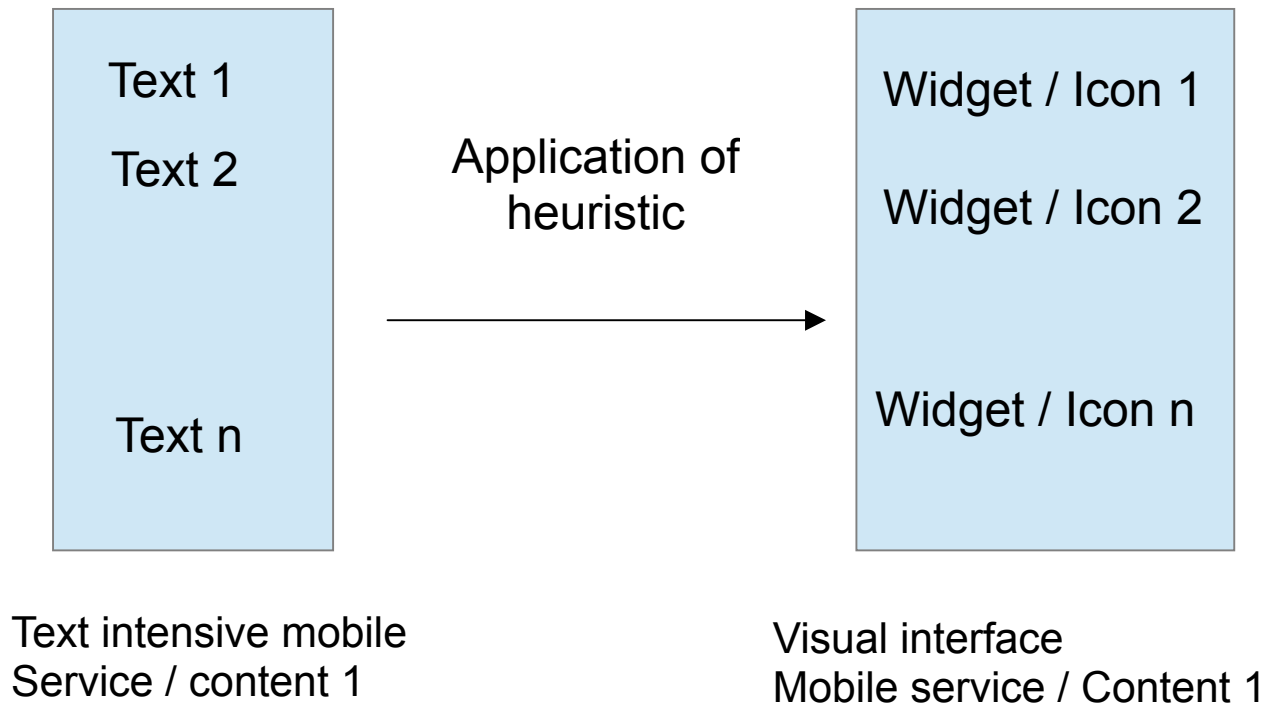 Text 1
Text 2
Text n
Application of
heuristic
Widget / Icon 1
Widget / Icon 2
Widget / Icon n
Text intensive mobile
Service / content 1
Visual interface
Mobile service / Content 1